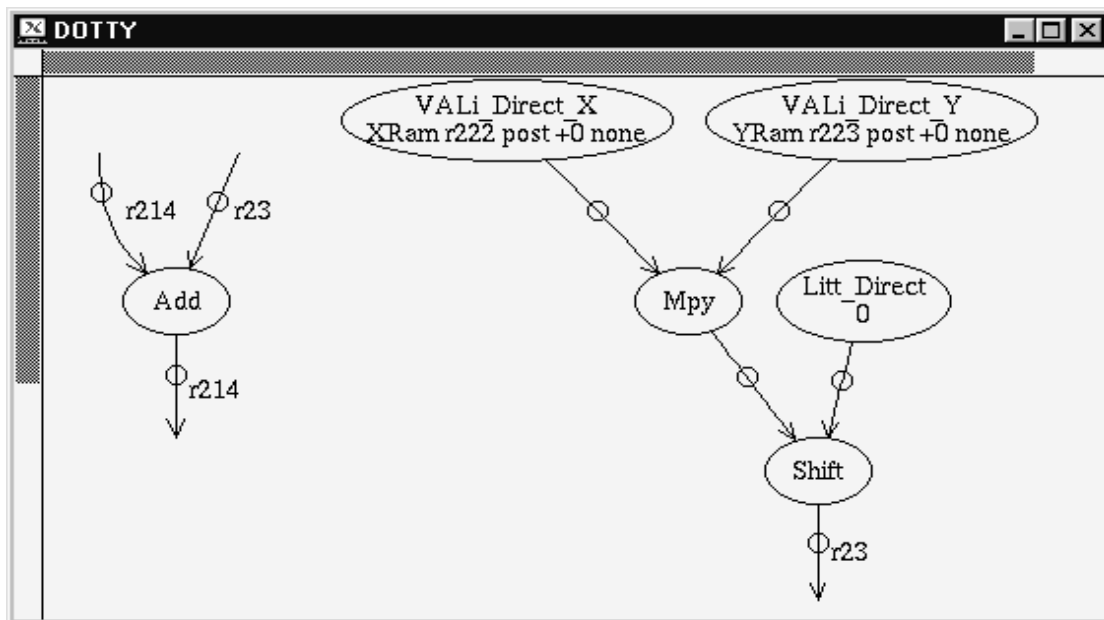 DOTTY
VALi_Direct_X
XRam r222 post +0 none
VALi_Direct_Y
YRam r223 post +0 none
r214
r23
Add
Mpy
Litt_Direct
0
r214
Shift
r23